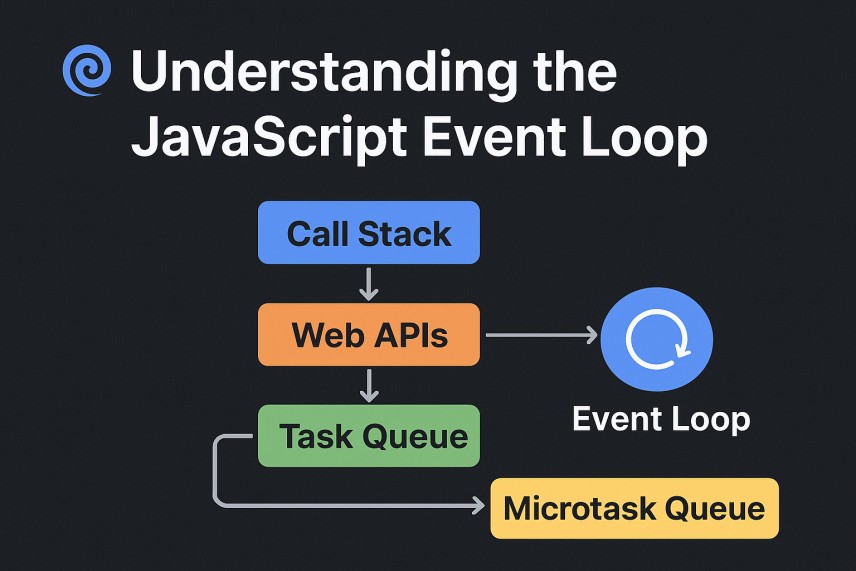 Understanding the
JavaScript Event Loop
Call Stack
Web APIs
Event Loop
Task Queue
Microtask Queue